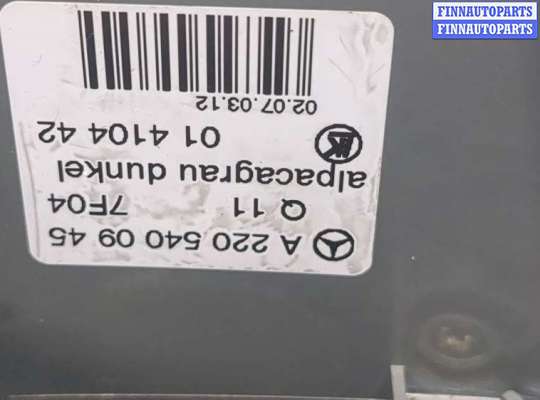 FINNAUTOPARTS
FINNAUTOPARTS
A 220 540 09 45
Q 11 7F04
alpacagrau dunkel
01 4104 42
02.07.03.12